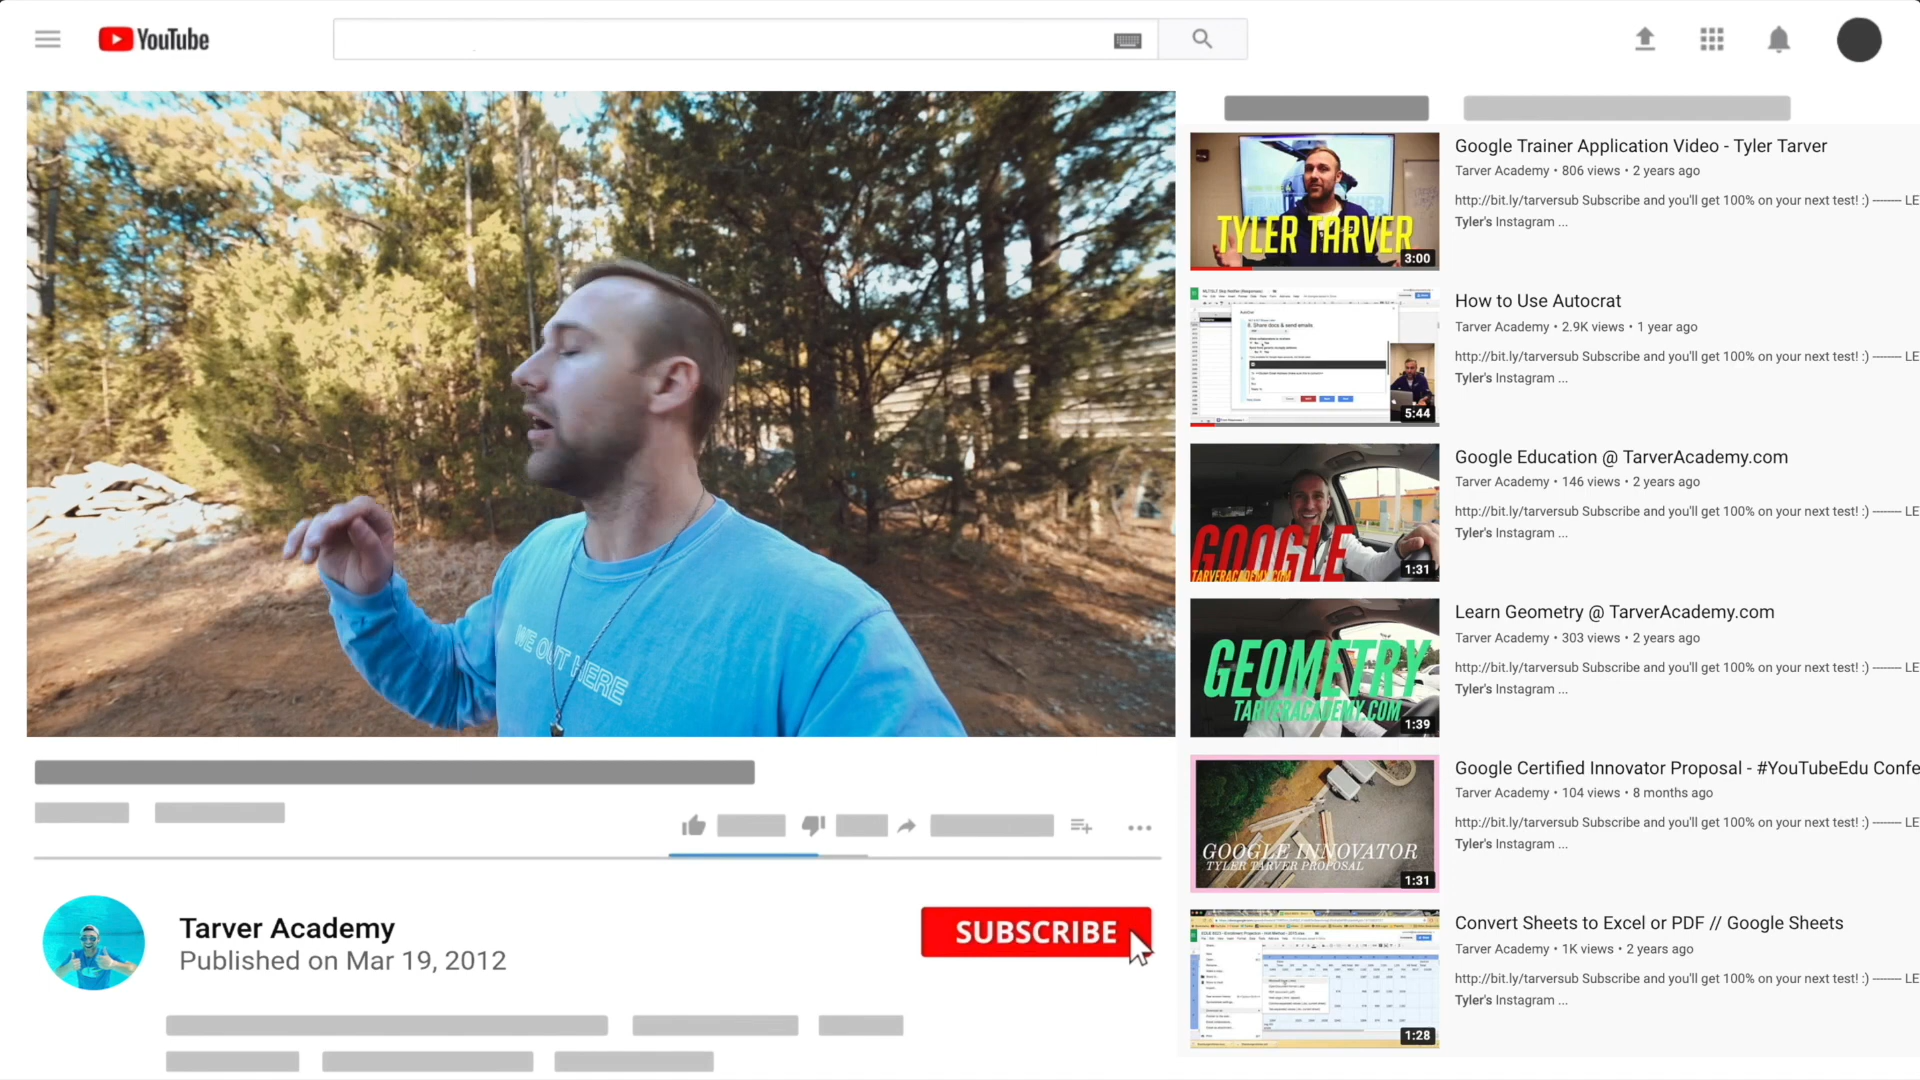 YouTube
WE OUT HERE
Tarver Academy
Published on Mar 19, 2012
SUBSCRIBE
TYLER TARVER
3:00
Google Trainer Application Video - Tyler Tarver
Tarver Academy • 806 views • 2 years ago
http://bit.ly/tarversub Subscribe and you'll get 100% on your next test! :) -------- LE
Tyler's Instagram ...
6. Share docs & send emails
5:44
How to Use Autocrat
Tarver Academy • 2.9K views • 1 year ago
http://bit.ly/tarversub Subscribe and you'll get 100% on your next test! :) -------- LE
Tyler's Instagram ...
GOOGLE
TARVERACADEMY.COM
1:31
Google Education @ TarverAcademy.com
Tarver Academy • 146 views • 2 years ago
http://bit.ly/tarversub Subscribe and you'll get 100% on your next test! :) -------- LE
Tyler's Instagram ...
GEOMETRY
TARVERACADEMY.COM
1:39
Learn Geometry @ TarverAcademy.com
Tarver Academy • 303 views • 2 years ago
http://bit.ly/tarversub Subscribe and you'll get 100% on your next test! :) -------- LE
Tyler's Instagram ...
GOOGLE INNOVATOR
TYLER TARVER PROPOSAL
1:31
Google Certified Innovator Proposal - #YouTubeEdu Confe
Tarver Academy • 104 views • 8 months ago
http://bit.ly/tarversub Subscribe and you'll get 100% on your next test! :) -------- LE
Tyler's Instagram ...
1:28
Convert Sheets to Excel or PDF // Google Sheets
Tarver Academy • 1K views • 2 years ago
http://bit.ly/tarversub Subscribe and you'll get 100% on your next test! :) -------- LE
Tyler's Instagram ...